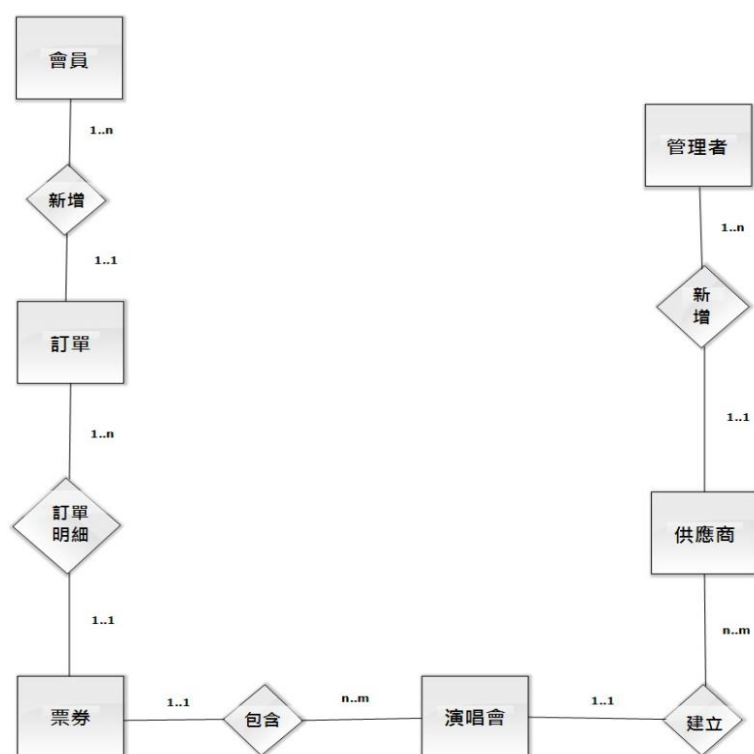 會員
1..n
新增
1..1
訂單
1..n
訂單
明細
1..1
票券
1..1
包含
n..m
演唱會
1..1
建立
n..m
供應商
1..1
新
增
1..n
管理者